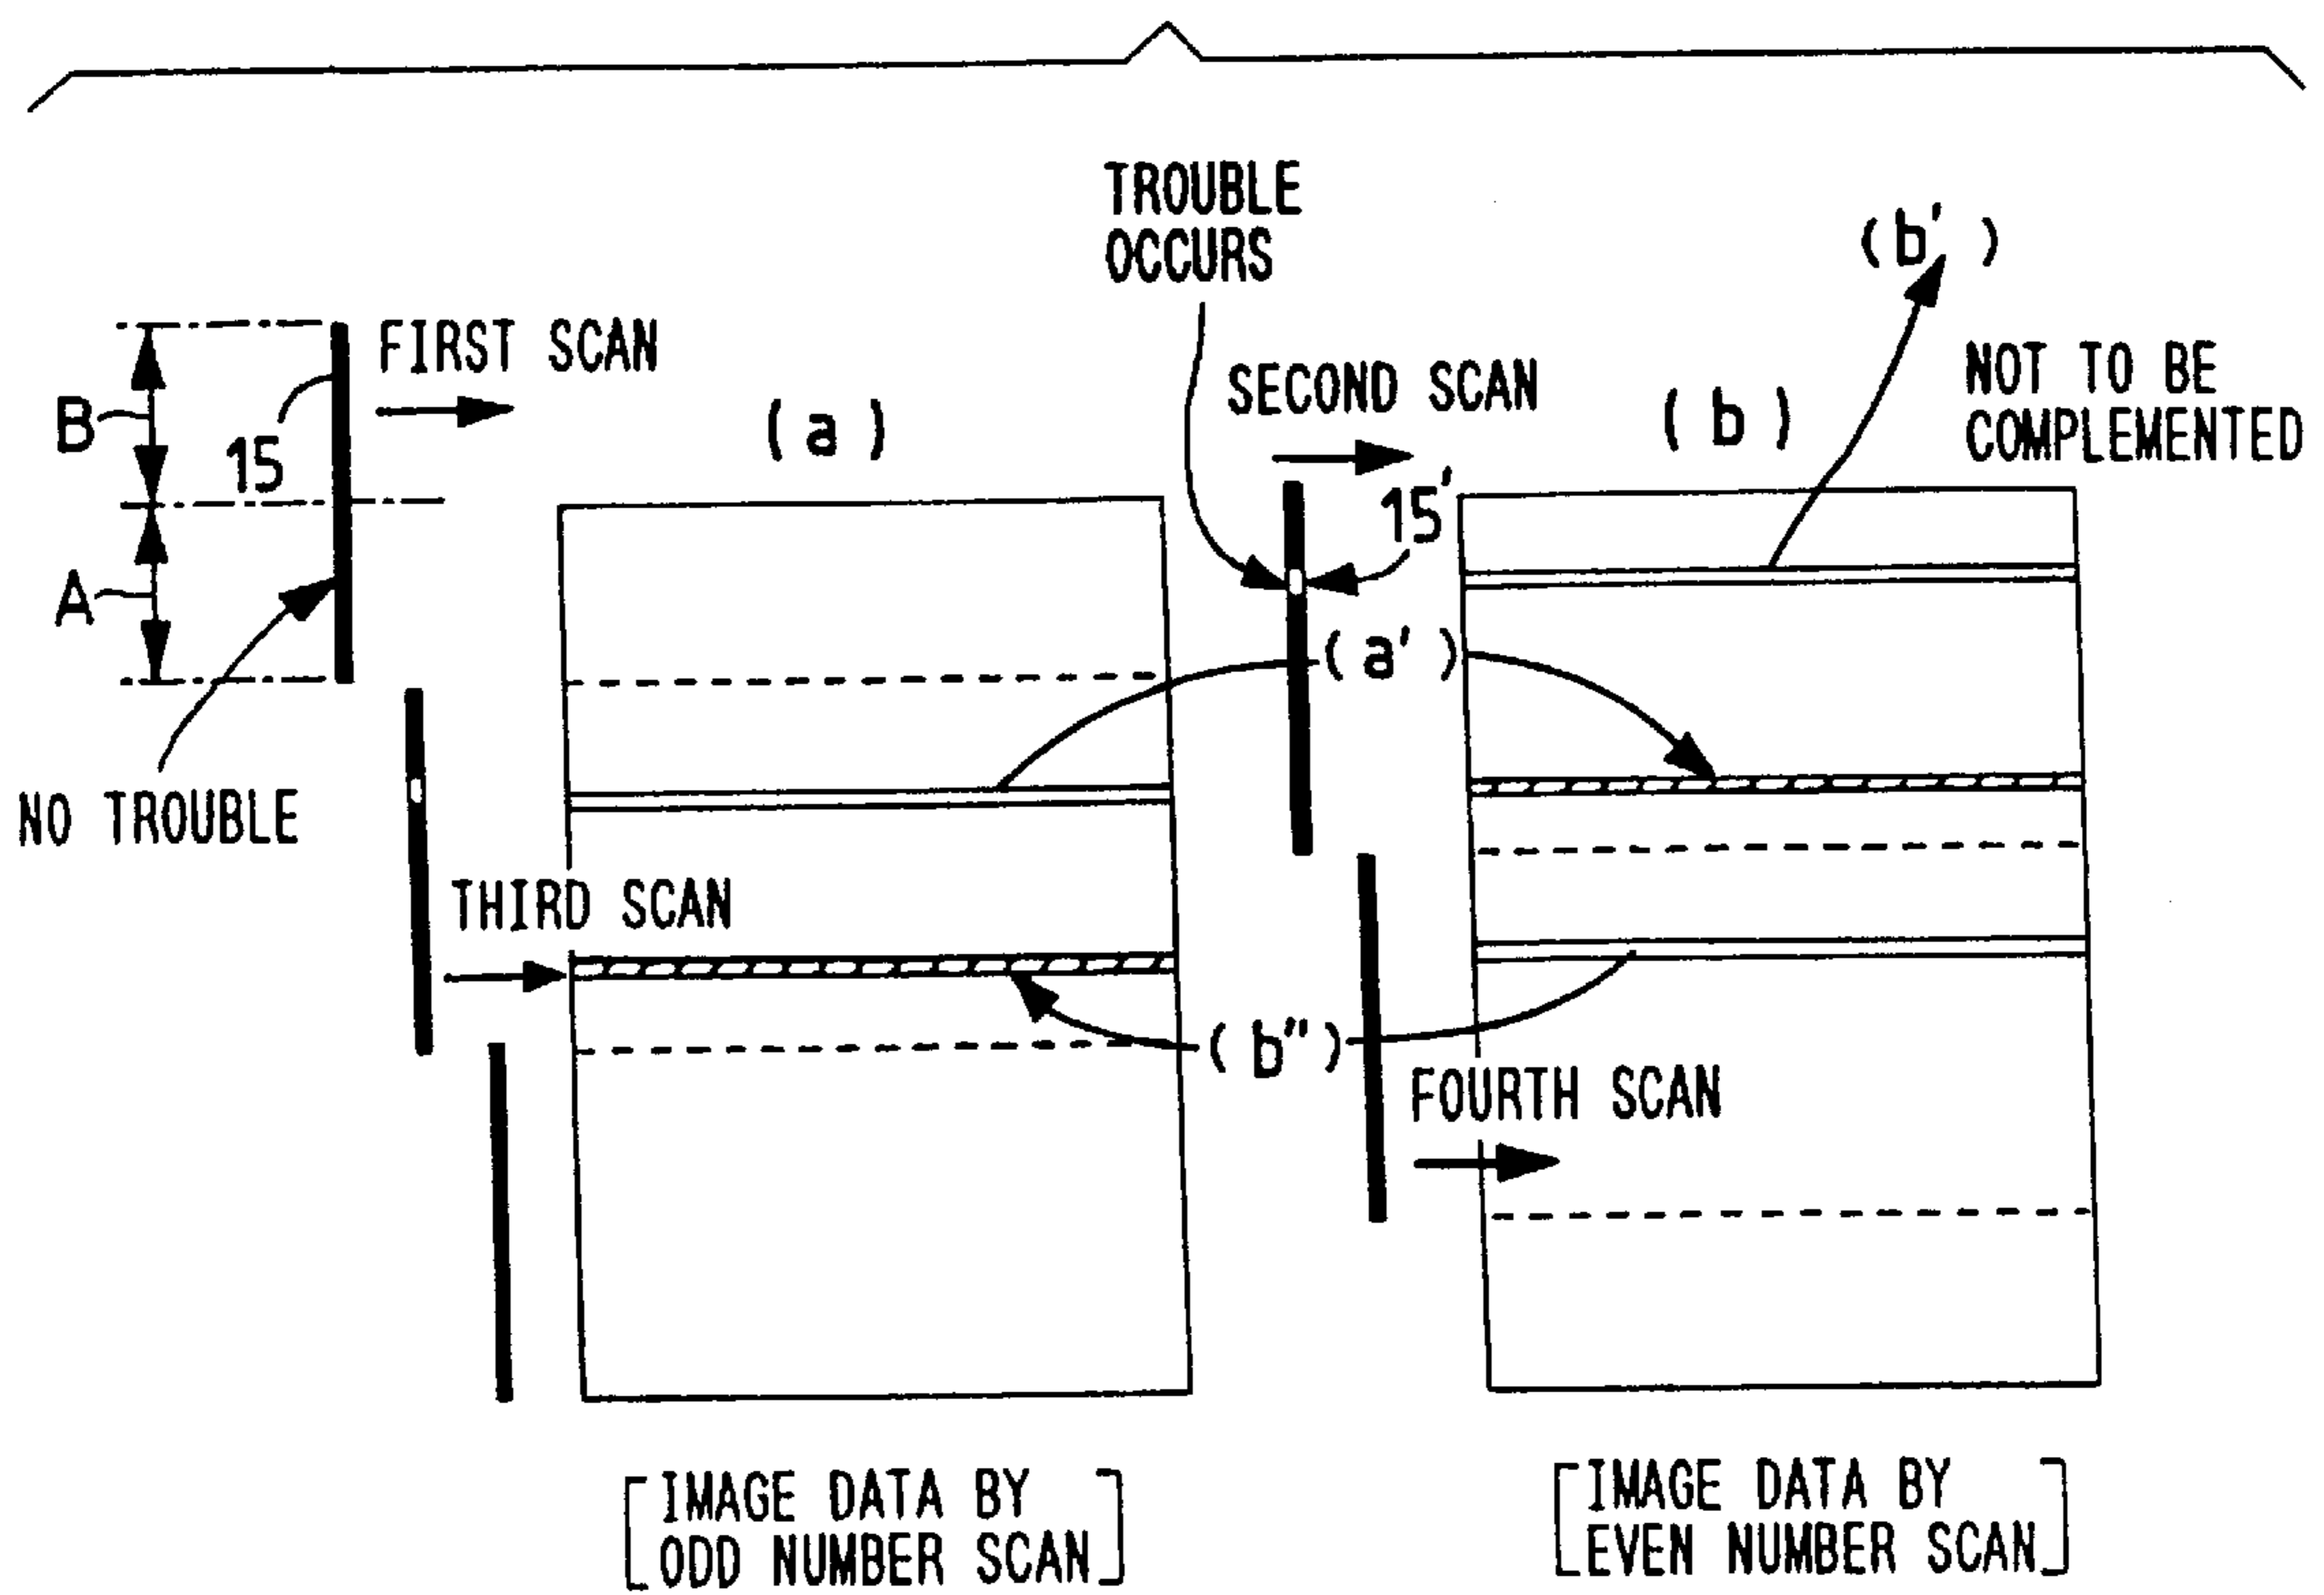 TROUBLE
OCCURS
(b')
FIRST SCAN
SECOND SCAN
NOT TO BE
COMPLEMENTED
B
15
(a)
(b)
15'
A
(a')
NO TROUBLE
THIRD SCAN
(b")
FOURTH SCAN
[IMAGE DATA BY
ODD NUMBER SCAN]
[IMAGE DATA BY
EVEN NUMBER SCAN]